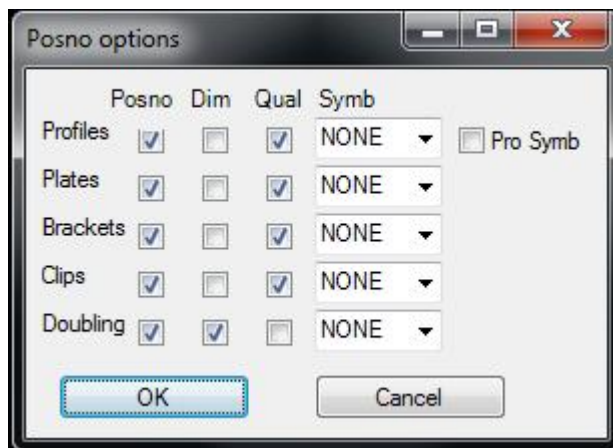 Posno options
Posno Dim Qual Symb
Profiles NONE Pro Symb
Plates NONE
Brackets NONE
Clips NONE
Doubling NONE
OK Cancel